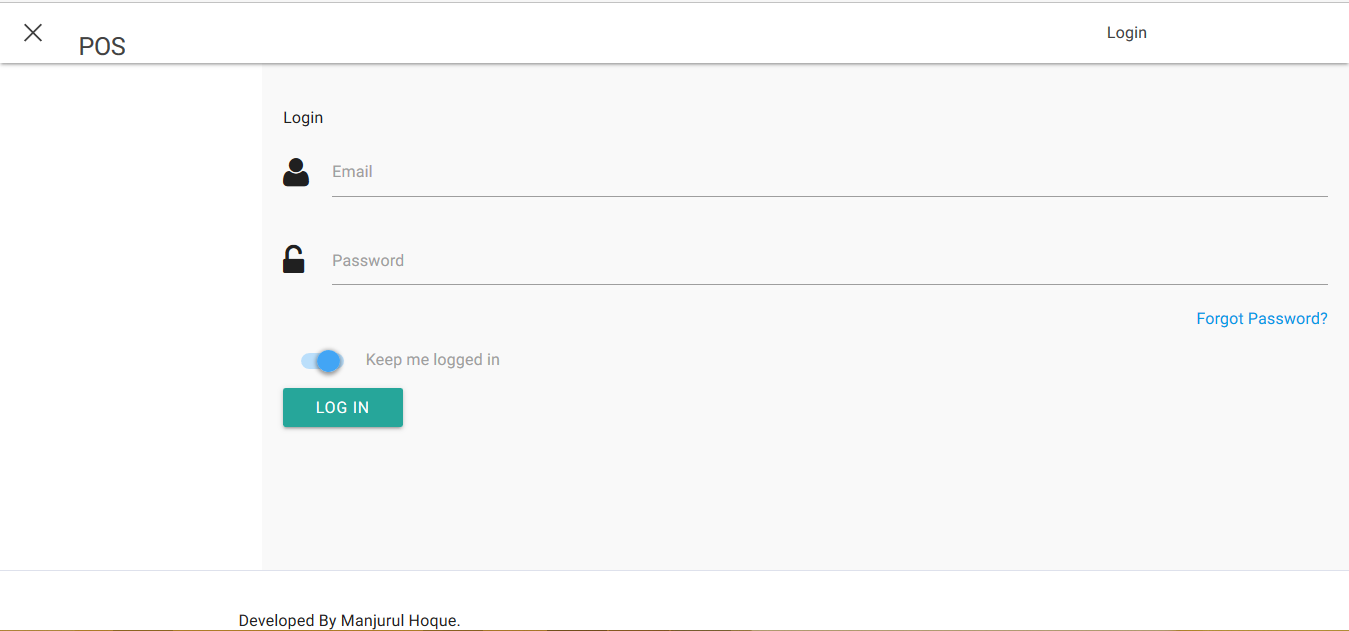 POS
Login
Login
Email
Password
Forgot Password?
Keep me logged in
LOG IN
Developed By Manjurul Hoque.